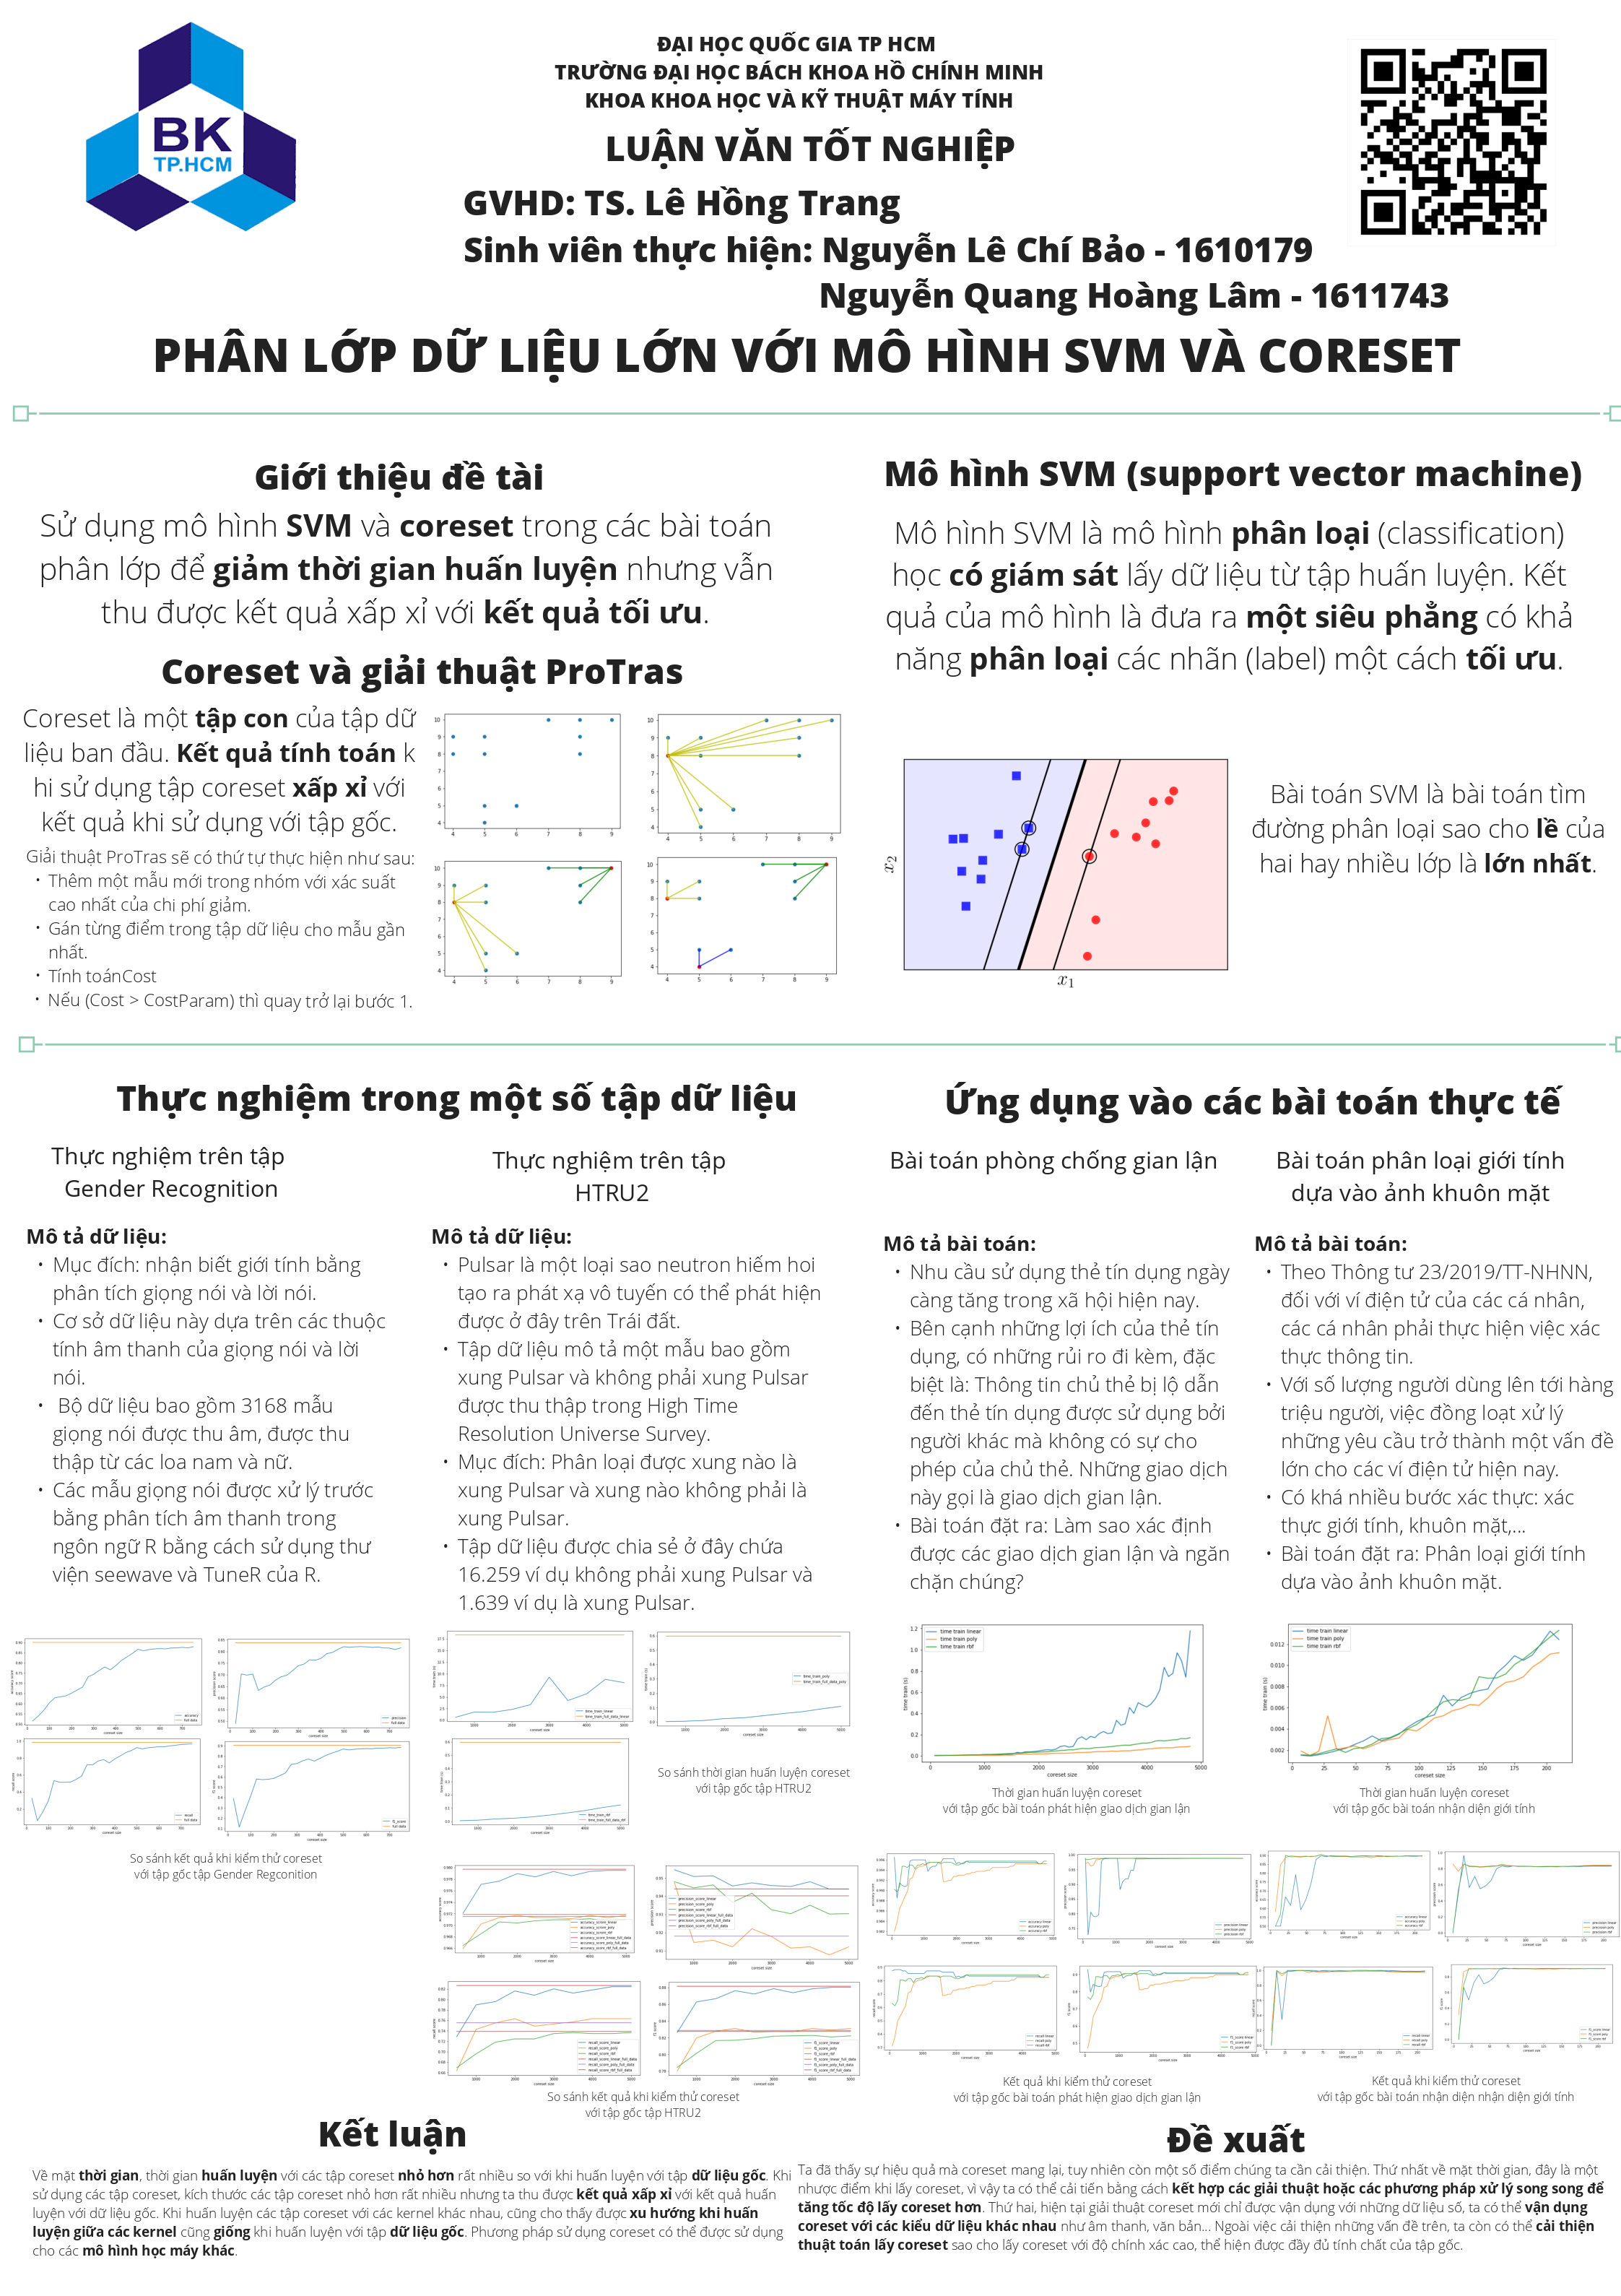 BK
TP.HCM
ĐẠI HỌC QUỐC GIA TP HCM
TRƯỜNG ĐẠI HỌC BÁCH KHOA HỒ CHÍNH MINH
KHOA KHOA HỌC VÀ KỸ THUẬT MÁY TÍNH
LUẬN VĂN TỐT NGHIỆP
GVHD: TS. Lê Hồng Trang
Sinh viên thực hiện: Nguyễn Lê Chí Bảo - 1610179
Nguyễn Quang Hoàng Lâm - 1611743
PHÂN LỚP DỮ LIỆU LỚN VỚI MÔ HÌNH SVM VÀ CORESET
Giới thiệu đề tài
Sử dụng mô hình SVM và coreset trong các bài toán
phân lớp để giảm thời gian huấn luyện nhưng vẫn
thu được kết quả xấp xỉ với kết quả tối ưu.
Coreset và giải thuật ProTras
Coreset là một tập con của tập dữ
liệu ban đầu. Kết quả tính toán k
hi sử dụng tập coreset xấp xỉ với
kết quả khi sử dụng với tập gốc.
Giải thuật ProTras sẽ có thứ tự thực hiện như sau:
• Thêm một mẫu mới trong nhóm với xác suất
cao nhất của chi phí giảm.
• Gán từng điểm trong tập dữ liệu cho mẫu gần
nhất.
• Tính toánCost
• Nếu (Cost > CostParam) thì quay trở lại bước 1.
Mô hình SVM (support vector machine)
Mô hình SVM là mô hình phân loại (classification)
học có giám sát lấy dữ liệu từ tập huấn luyện. Kết
quả của mô hình là đưa ra một siêu phẳng có khả
năng phân loại các nhãn (label) một cách tối ưu.
x2
x1
Bài toán SVM là bài toán tìm
đường phân loại sao cho lề của
hai hay nhiều lớp là lớn nhất.
Thực nghiệm trong một số tập dữ liệu
Thực nghiệm trên tập
Gender Recognition
Mô tả dữ liệu:
• Mục đích: nhận biết giới tính bằng
phân tích giọng nói và lời nói.
• Cơ sở dữ liệu này dựa trên các thuộc
tính âm thanh của giọng nói và lời
nói.
• Bộ dữ liệu bao gồm 3168 mẫu
giọng nói được thu âm, được thu
thập từ các loa nam và nữ.
• Các mẫu giọng nói được xử lý trước
bằng phân tích âm thanh trong
ngôn ngữ R bằng cách sử dụng thư
viện seewave và TuneR của R.
So sánh kết quả khi kiểm thử coreset
với tập gốc tập Gender Regconition
Thực nghiệm trên tập
HTRU2
Mô tả dữ liệu:
• Pulsar là một loại sao neutron hiếm hoi
tạo ra phát xạ vô tuyến có thể phát hiện
được ở đây trên Trái đất.
• Tập dữ liệu mô tả một mẫu bao gồm
xung Pulsar và không phải xung Pulsar
được thu thập trong High Time
Resolution Universe Survey.
• Mục đích: Phân loại được xung nào là
xung Pulsar và xung nào không phải là
xung Pulsar.
• Tập dữ liệu được chia sẻ ở đây chứa
16.259 ví dụ không phải xung Pulsar và
1.639 ví dụ là xung Pulsar.
So sánh thời gian huấn luyện coreset
với tập gốc tập HTRU2
So sánh kết quả khi kiểm thử coreset
với tập gốc tập HTRU2
Ứng dụng vào các bài toán thực tế
Bài toán phòng chống gian lận
Mô tả bài toán:
• Nhu cầu sử dụng thẻ tín dụng ngày
càng tăng trong xã hội hiện nay.
• Bên cạnh những lợi ích của thẻ tín
dụng, có những rủi ro đi kèm, đặc
biệt là: Thông tin chủ thẻ bị lộ dẫn
đến thẻ tín dụng được sử dụng bởi
người khác mà không có sự cho
phép của chủ thẻ. Những giao dịch
này gọi là giao dịch gian lận.
• Bài toán đặt ra: Làm sao xác định
được các giao dịch gian lận và ngăn
chặn chúng?
time train linear
time train poly
time train rbf
time train (s)
coreset size
Thời gian huấn luyện coreset
với tập gốc bài toán phát hiện giao dịch gian lận
Kết quả khi kiểm thử coreset
với tập gốc bài toán phát hiện giao dịch gian lận
Bài toán phân loại giới tính
dựa vào ảnh khuôn mặt
Mô tả bài toán:
• Theo Thông tư 23/2019/TT-NHNN,
đối với ví điện tử của các cá nhân,
các cá nhân phải thực hiện việc xác
thực thông tin.
• Với số lượng người dùng lên tới hàng
triệu người, việc đồng loạt xử lý
những yêu cầu trở thành một vấn đề
lớn cho các ví điện tử hiện nay.
• Có khá nhiều bước xác thực: xác
thực giới tính, khuôn mặt,...
• Bài toán đặt ra: Phân loại giới tính
dựa vào ảnh khuôn mặt.
time train linear
time train poly
time train rbf
time train (s)
coreset size
Thời gian huấn luyện coreset
với tập gốc bài toán nhận diện giới tính
Kết quả khi kiểm thử coreset
với tập gốc bài toán nhận diện nhận diện giới tính
Kết luận
Về mặt thời gian, thời gian huấn luyện với các tập coreset nhỏ hơn rất nhiều so với khi huấn luyện với tập dữ liệu gốc. Khi
sử dụng các tập coreset, kích thước các tập coreset nhỏ hơn rất nhiều nhưng ta thu được kết quả xấp xỉ với kết quả huấn
luyện với dữ liệu gốc. Khi huấn luyện các tập coreset với các kernel khác nhau, cũng cho thấy được xu hướng khi huấn
luyện giữa các kernel cũng giống khi huấn luyện với tập dữ liệu gốc. Phương pháp sử dụng coreset có thể được sử dụng
cho các mô hình học máy khác.
Đề xuất
Ta đã thấy sự hiệu quả mà coreset mang lại, tuy nhiên còn một số điểm chúng ta cần cải thiện. Thứ nhất về mặt thời gian, đây là một
nhược điểm khi lấy coreset, vì vậy ta có thể cải tiến bằng cách kết hợp các giải thuật hoặc các phương pháp xử lý song song để
tăng tốc độ lấy coreset hơn. Thứ hai, hiện tại giải thuật coreset mới chỉ được vận dụng với những dữ liệu số, ta có thể vận dụng
coreset với các kiểu dữ liệu khác nhau như âm thanh, văn bản... Ngoài việc cải thiện những vấn đề trên, ta còn có thể cải thiện
thuật toán lấy coreset sao cho lấy coreset với độ chính xác cao, thể hiện được đầy đủ tính chất của tập gốc.